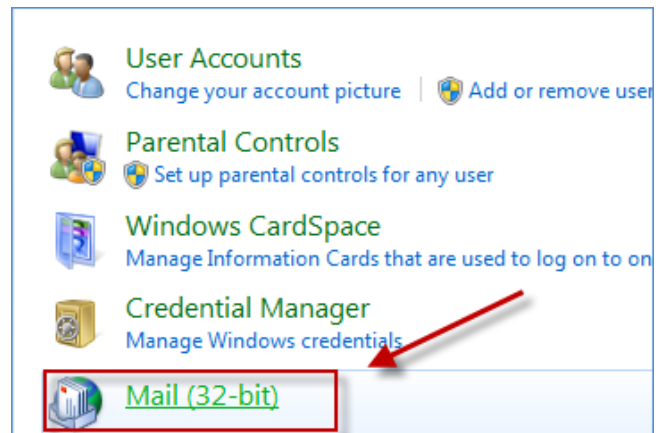 User Accounts
Change your account picture Add or remove user
Parental Controls
Set up parental controls for any user
Windows CardSpace
Manage Information Cards that are used to log on to on
Credential Manager
Manage Windows credentials
Mail (32-bit)